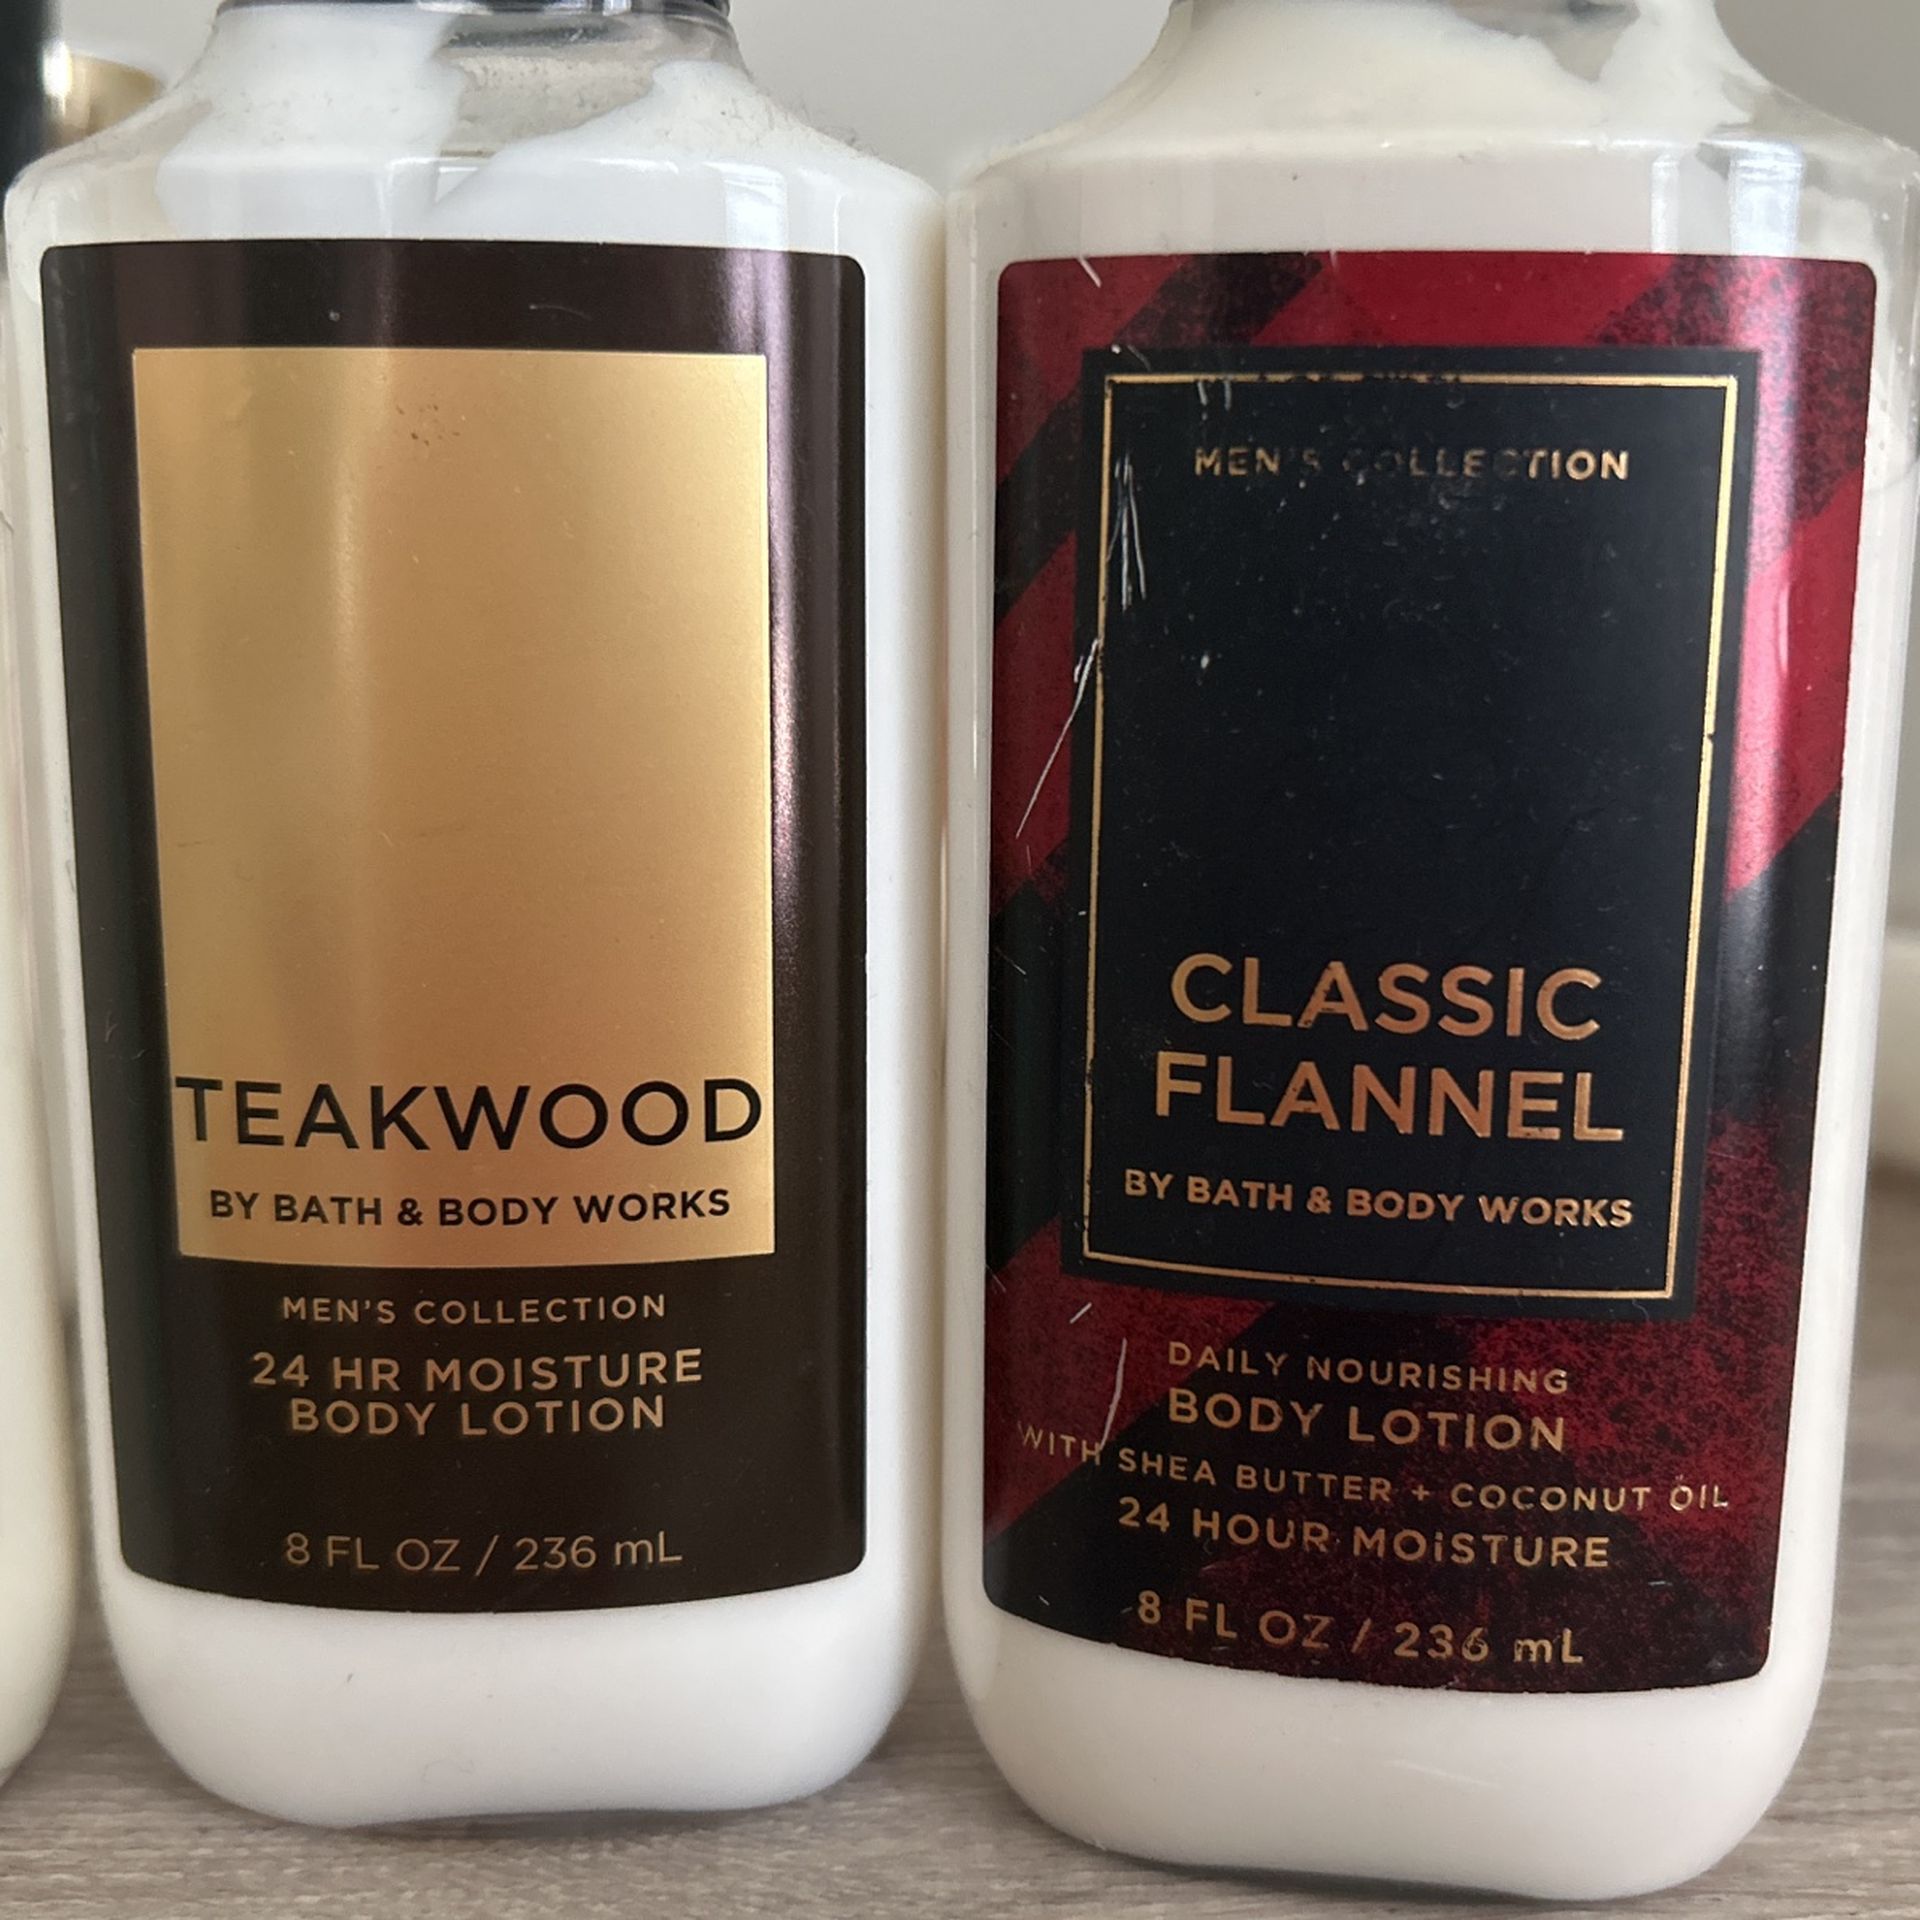 TEAKWOOD
BY BATH & BODY WORKS
MEN'S COLLECTION
24 HR MOISTURE
BODY LOTION
8 FL OZ / 236 mL
MEN'S COLLECTION
CLASSIC
FLANNEL
BY BATH & BODY WORKS
DAILY NOURISHING
BODY LOTION
WITH SHEA BUTTER + COCONUT OIL
24 HOUR MOiSTURE
8 FL OZ / 236 mL